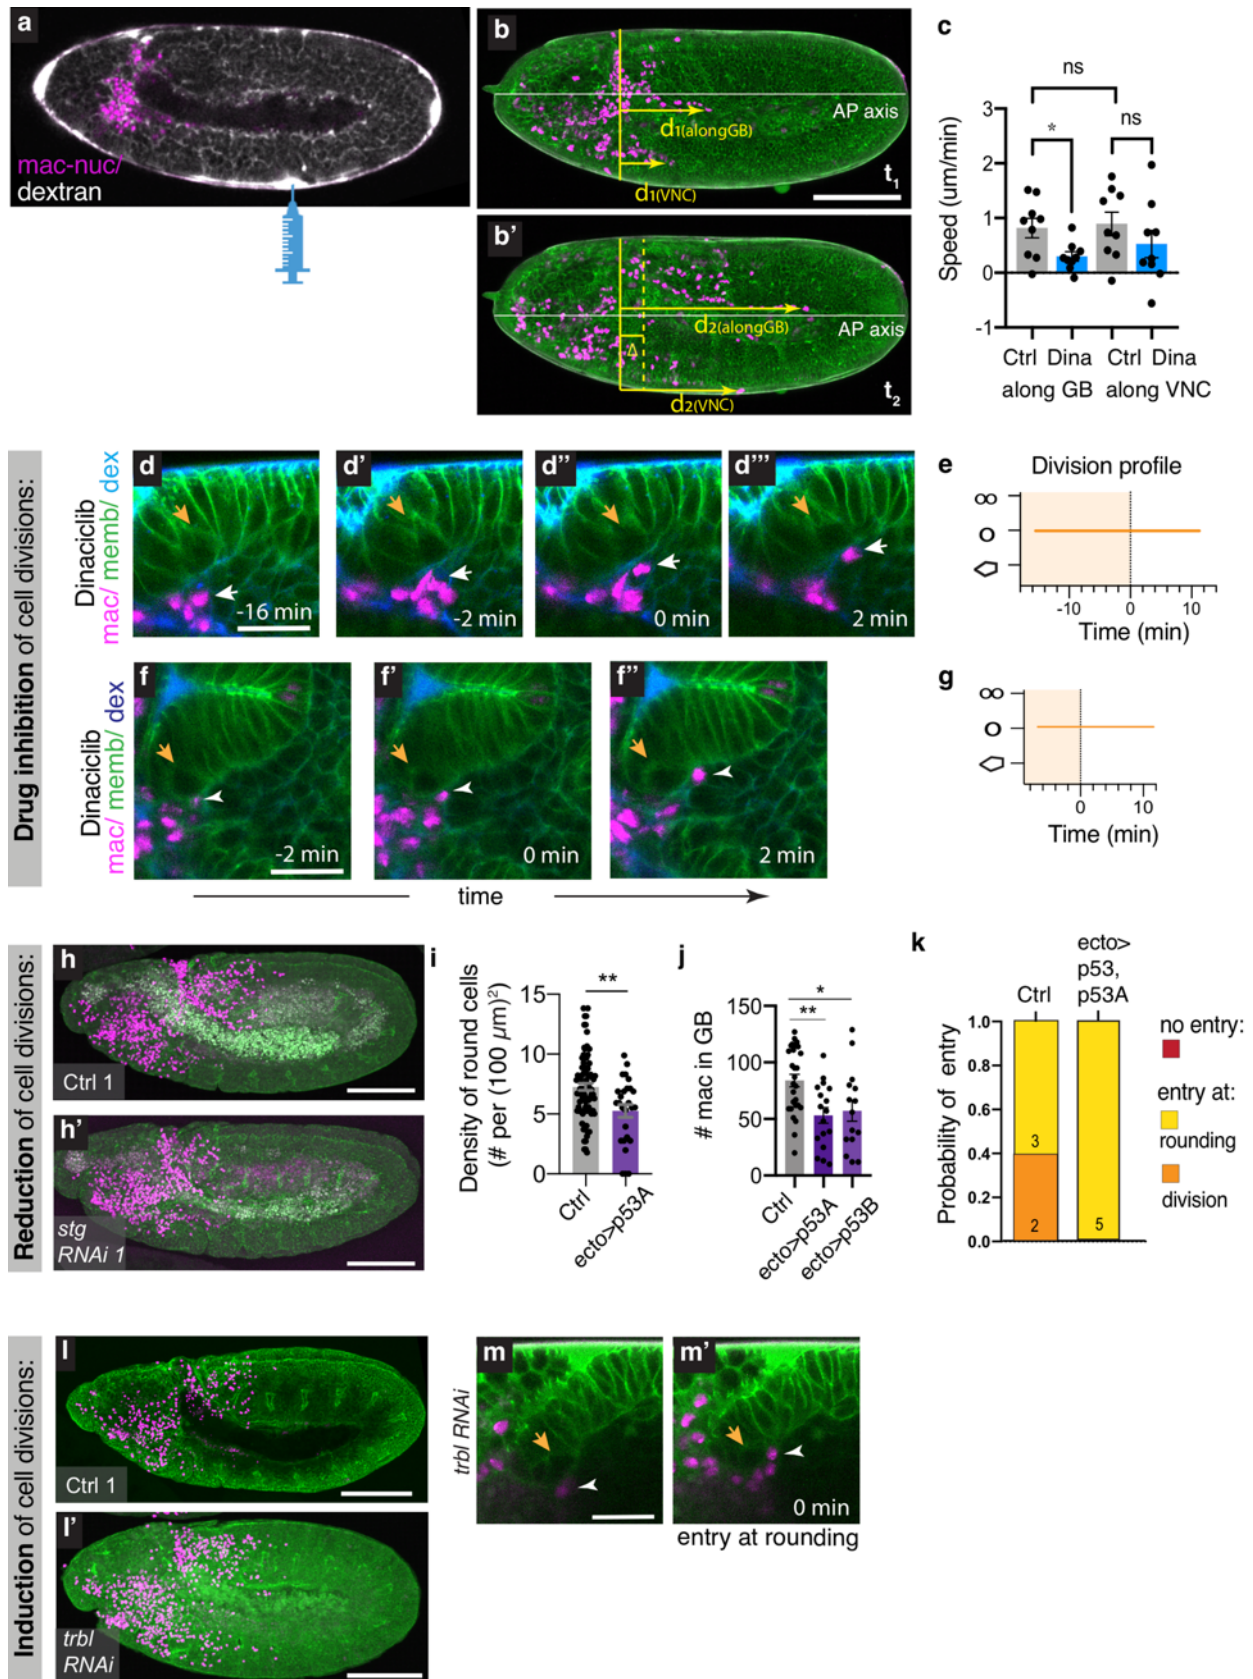 a
mac-nuc/
dextran
b
AP axis
d1(alongGB)
d1(VNC)
t1
b'
d2(alongGB)
AP axis
Δ
d2(VNC)
t2
c
ns
ns
*
Speed (um/min)
3
2
1
0
-1
Ctrl Dina Ctrl Dina
along GB along VNC
Drug inhibition of cell divisions:
Dinaciclib
mac/ memb/ dex
d
-16 min
d'
-2 min
d''
0 min
d'''
2 min
e
Division profile
-10 0 10
Time (min)
Dinaciclib
mac/ memb/ dex
f
-2 min
f'
0 min
f''
2 min
time
g
0 10
Time (min)
Reduction of cell divisions:
h
Ctrl 1
h'
stg
RNAi 1
i
**
Density of round cells
(# per (100 µm)²)
15
10
5
0
Ctrl
ecto>p53A
j
*
**
# mac in GB
150
100
50
0
Ctrl
ecto>p53A
ecto>p53B
k
Ctrl
ecto>
p53,
p53A
Probability of entry
1.0
0.8
0.6
0.4
0.2
0.0
3
2
5
no entry:
entry at:
rounding
division
Induction of cell divisions:
l
Ctrl 1
l'
trbl
RNAi
trbl RNAi
m
m'
0 min
entry at rounding